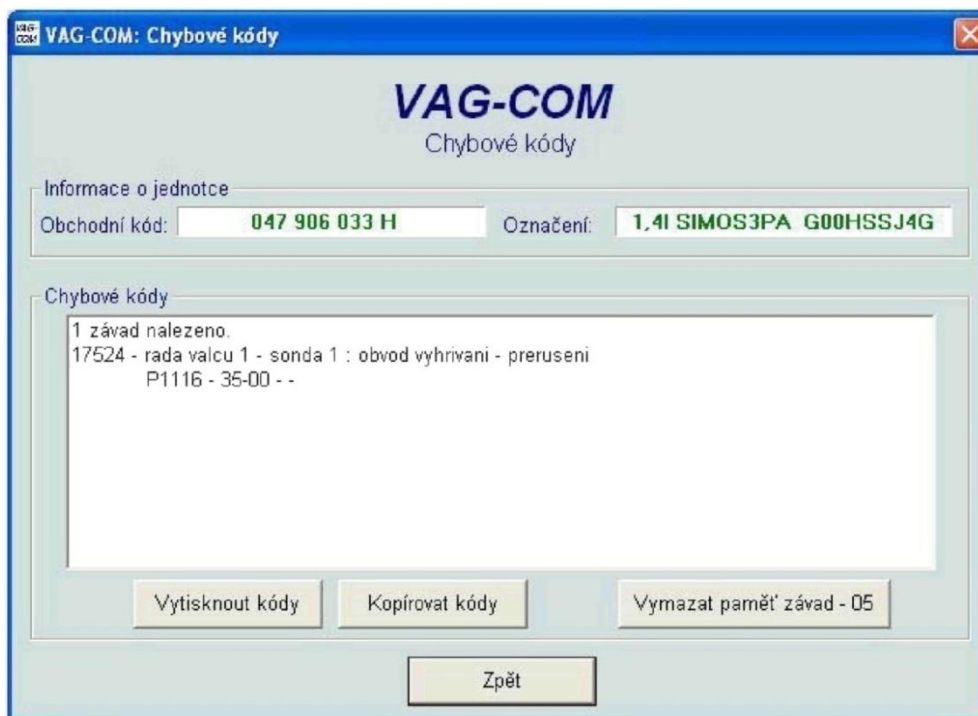 VAG-COM: Chybové kódy
VAG-COM
Chybové kódy
Informace o jednotce
Obchodní kód: 047 906 033 H Označení: 1,4l SIMOS3PA G00HSSJ4G
Chybové kódy
1 závad nalezeno.
17524 - rada valcu 1 - sonda 1 : obvod vyhrivani - preruseni
P1116 - 35-00 - -
Vytisknout kódy Kopírovat kódy Vymazat paměť závad - 05
Zpět